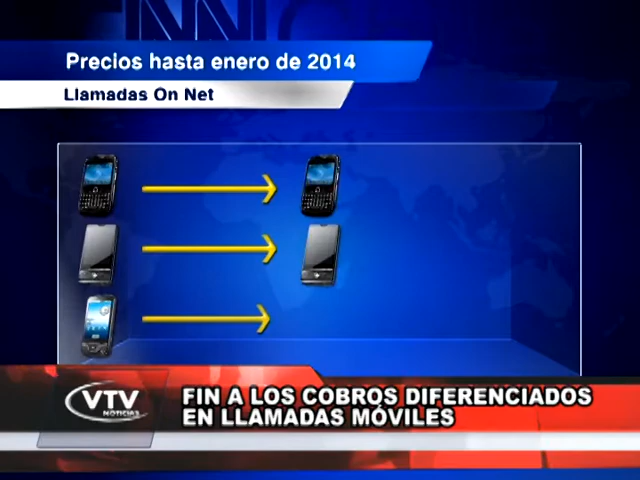 Precios hasta enero de 2014
Llamadas On Net
VTV
NOTICIAS
FIN A LOS COBROS DIFERENCIADOS
EN LLAMADAS MÓVILES